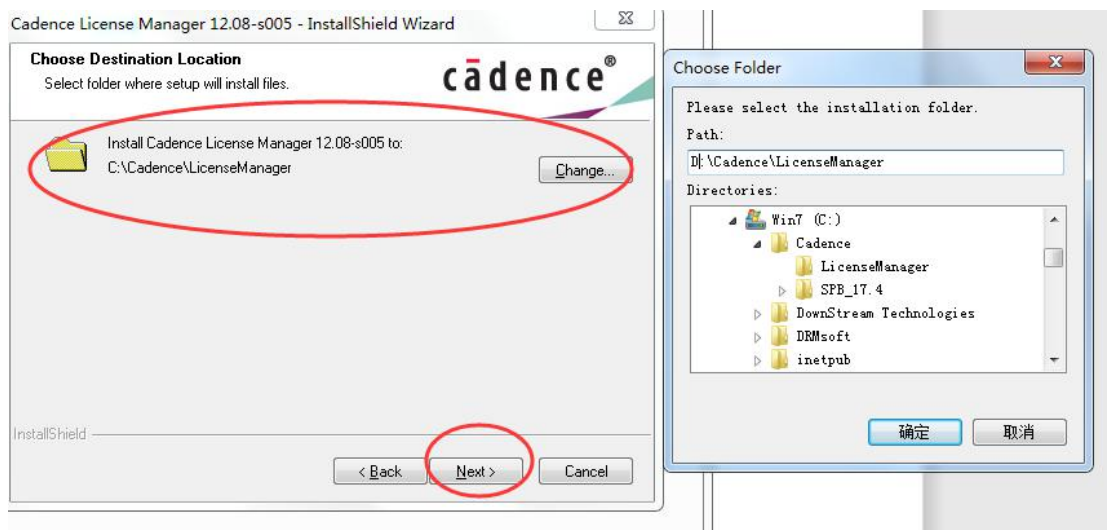 Cadence License Manager 12.08-s005 - InstallShield Wizard
Choose Destination Location
Select folder where setup will install files.
cādence®
Install Cadence License Manager 12.08-s005 to:
C:\Cadence\LicenseManager
Change...
InstallShield
< Back
Next >
Cancel
Choose Folder
Please select the installation folder.
Path:
D:\Cadence\LicenseManager
Directories:
Win7 (C:)
Cadence
LicenseManager
SPB_17.4
DownStream Technologies
DRMsoft
inetpub
确定
取消